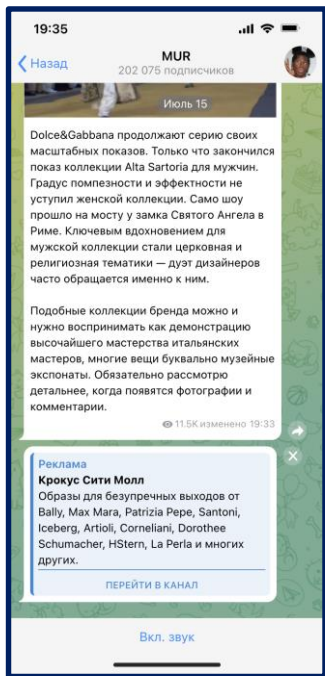 19:35
Назад
MUR
202 075 подписчиков
Июль 15
Dolce&Gabbana продолжают серию своих
масштабных показов. Только что закончился
показ коллекции Alta Sartoria для мужчин.
Градус помпезности и эффектности не
уступил женской коллекции. Само шоу
прошло на мосту у замка Святого Ангела в
Риме. Ключевым вдохновением для
мужской коллекции стали церковная и
религиозная тематики — дуэт дизайнеров
часто обращается именно к ним.
Подобные коллекции бренда можно и
нужно воспринимать как демонстрацию
высочайшего мастерства итальянских
мастеров, многие вещи буквально музейные
экспонаты. Обязательно рассмотрю
детальнее, когда появятся фотографии и
комментарии.
11.5K изменено 19:33
Реклама
Крокус Сити Молл
Образы для безупречных выходов от
Bally, Max Mara, Patrizia Pepe, Santoni,
Iceberg, Artioli, Corneliani, Dorothee
Schumacher, HStern, La Perla и многих
других.
ПЕРЕЙТИ В КАНАЛ
Вкл. звук